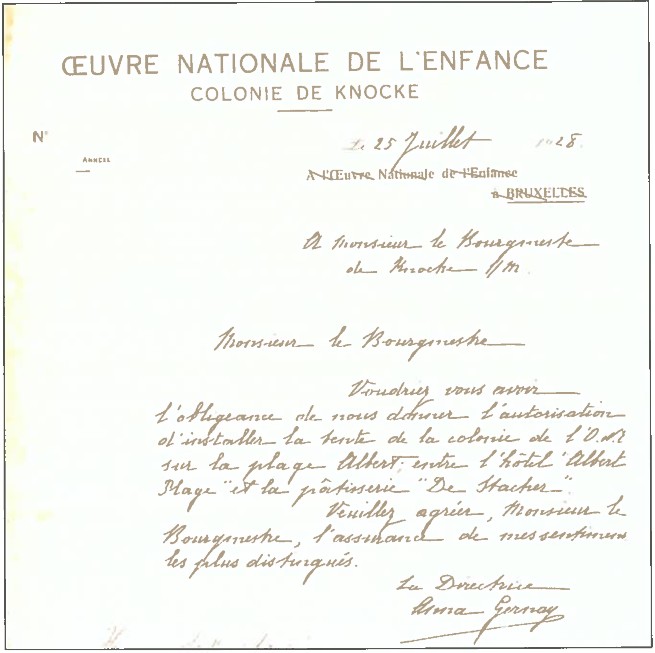 ŒUVRE NATIONALE DE L'ENFANCE
COLONIE DE KNOCKE
N°
ANNEXE
Le 25 Juillet 1928.
A l'Œuvre Nationale de l'Enfance
à BRUXELLES
A Monsieur le Bourgmestre
de Knocke s/m.
Monsieur le Bourgmestre
Voudriez vous avoir
l'obligeance de nous donner l'autorisation
d'installer la tente de la colonie de l'O.N.E
sur la plage Albert, entre l'hôtel "Albert
Plage" et la pâtisserie "De Stacher".
Veuillez agréer, Monsieur le
Bourgmestre, l'assurance de mes sentiments
les plus distingués.
La Directrice
Anna Gernay